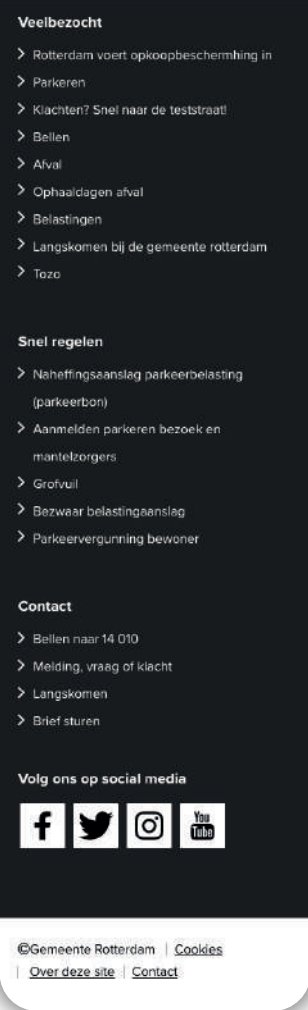 Veelbezocht
Rotterdam voert opkoopbeschermhing in
Parkeren
Klachten? Snel naar de teststraat!
Bellen
Afval
Ophaaldagen afval
Belastingen
Langskomen bij de gemeente rotterdam
Tozo
Snel regelen
Naheffingsaanslag parkeerbelasting
(parkeerbon)
Aanmelden parkeren bezoek en
mantelzorgers
Grofvuil
Bezwaar belastingaanslag
Parkeervergunning bewoner
Contact
Bellen naar 14 010
Melding, vraag of klacht
Langskomen
Brief sturen
Volg ons op social media
You
Tube
©Gemeente Rotterdam | Cookies
| Over deze site | Contact